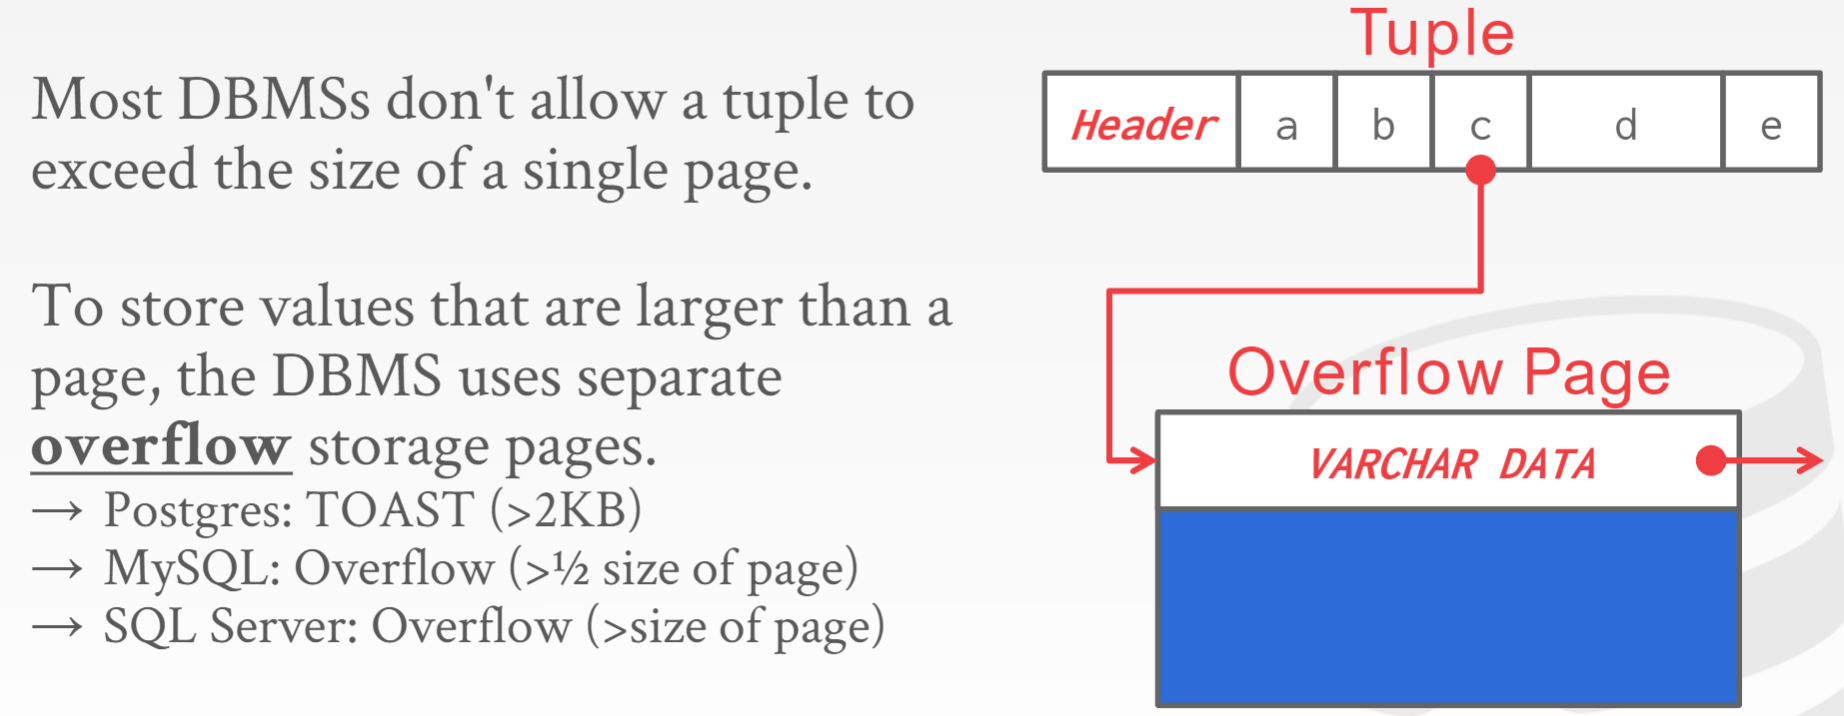 Most DBMSs don't allow a tuple to
exceed the size of a single page.
To store values that are larger than a
page, the DBMS uses separate
overflow storage pages.
→ Postgres: TOAST (>2KB)
→ MySQL: Overflow (>½ size of page)
→ SQL Server: Overflow (>size of page)
Tuple
Header a b c d e
Overflow Page
VARCHAR DATA